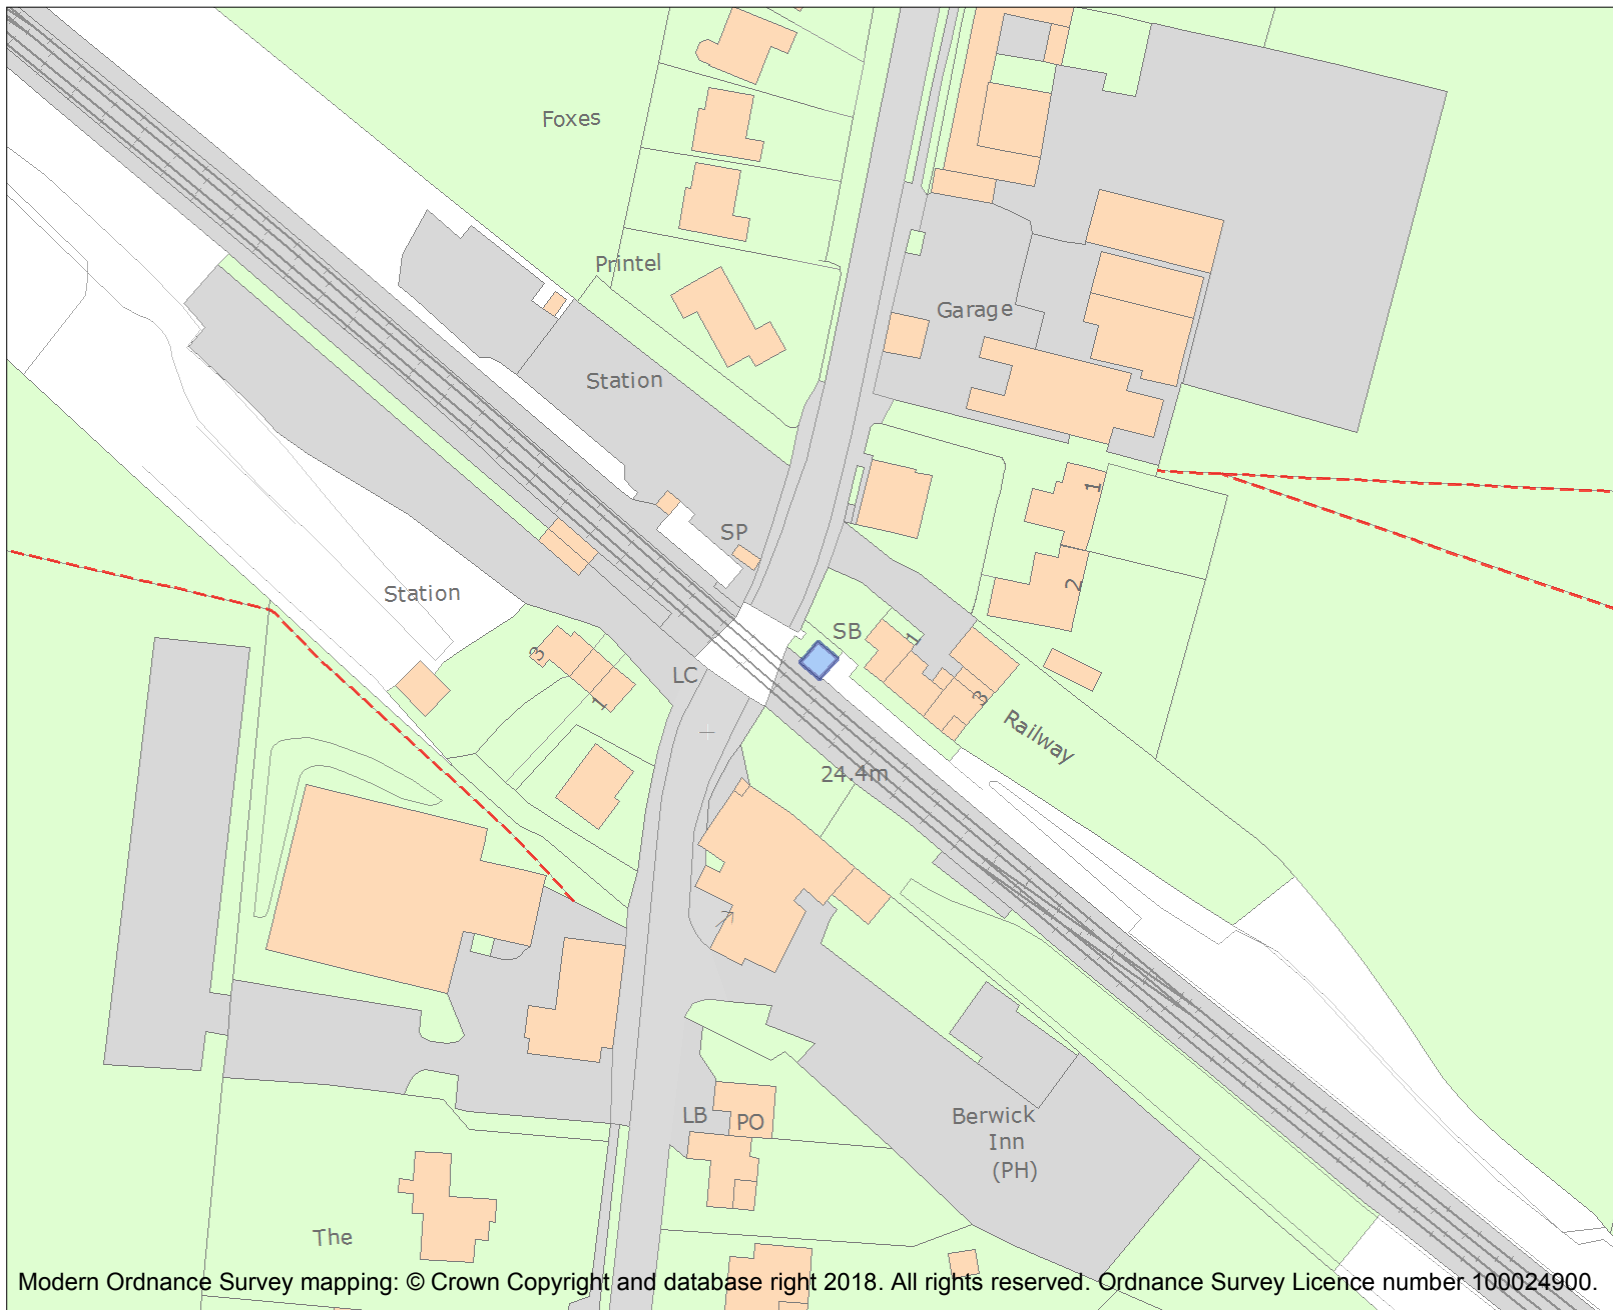 Foxes
Printel
Garage
Station
1
SP
2
Station
SB
1
3
LC
1
3
Railway
24.4m
7
LB
PO
Berwick
Inn
(PH)
The
Modern Ordnance Survey mapping: © Crown Copyright and database right 2018. All rights reserved. Ordnance Survey Licence number 100024900.